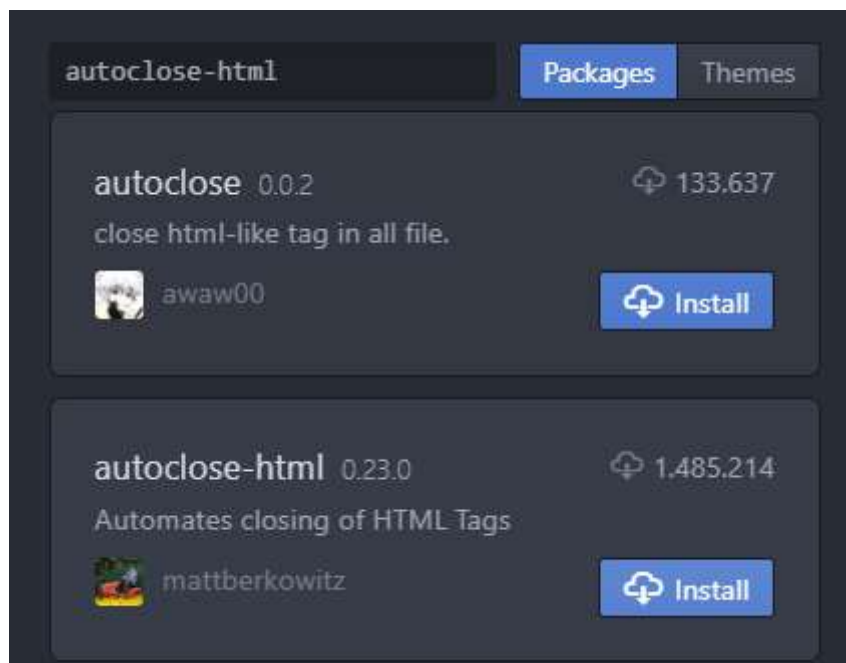 autoclose-html Packages Themes
autoclose 0.0.2 133.637
close html-like tag in all file.
awaw00 Install
autoclose-html 0.23.0 1.485.214
Automates closing of HTML Tags
mattberkowitz Install